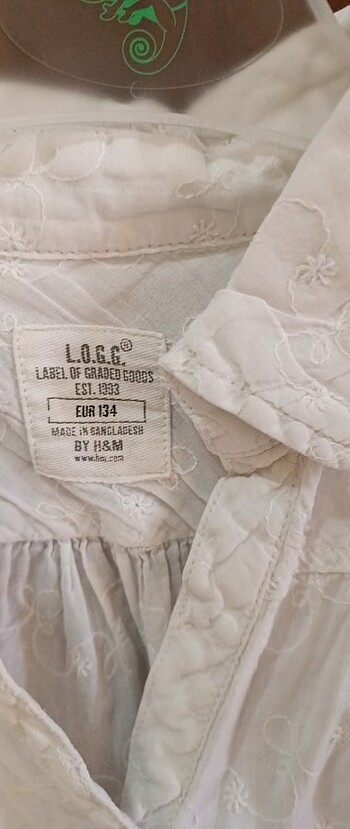 L.O.G.G.®
LABEL OF GRADED GOODS
EST. 1993
EUR 134
MADE IN BANGLADESH
BY H&M
www.hm.com